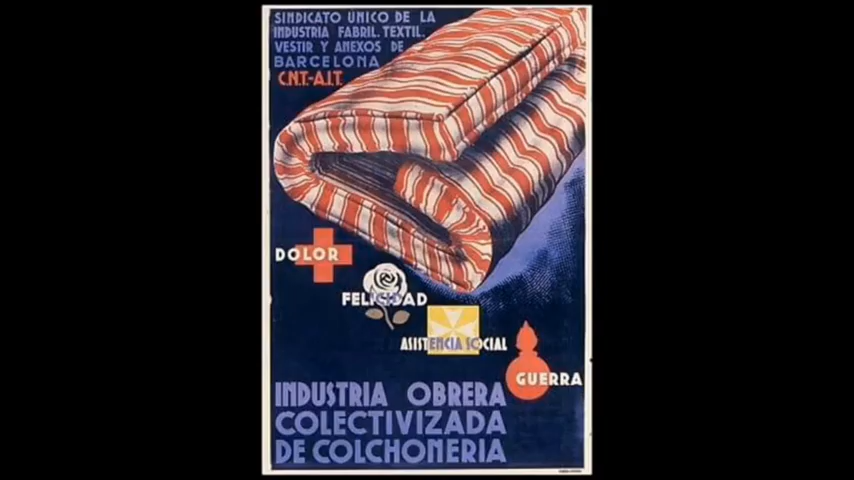 SINDICATO UNICO DE LA
INDUSTRIA FABRIL. TEXTIL.
VESTIR Y ANEXOS DE
BARCELONA
C.N.T.-A.I.T.
DOLOR
FELICIDAD
ASISTENCIA SOCIAL
GUERRA
INDUSTRIA OBRERA
COLECTIVIZADA
DE COLCHONERIA